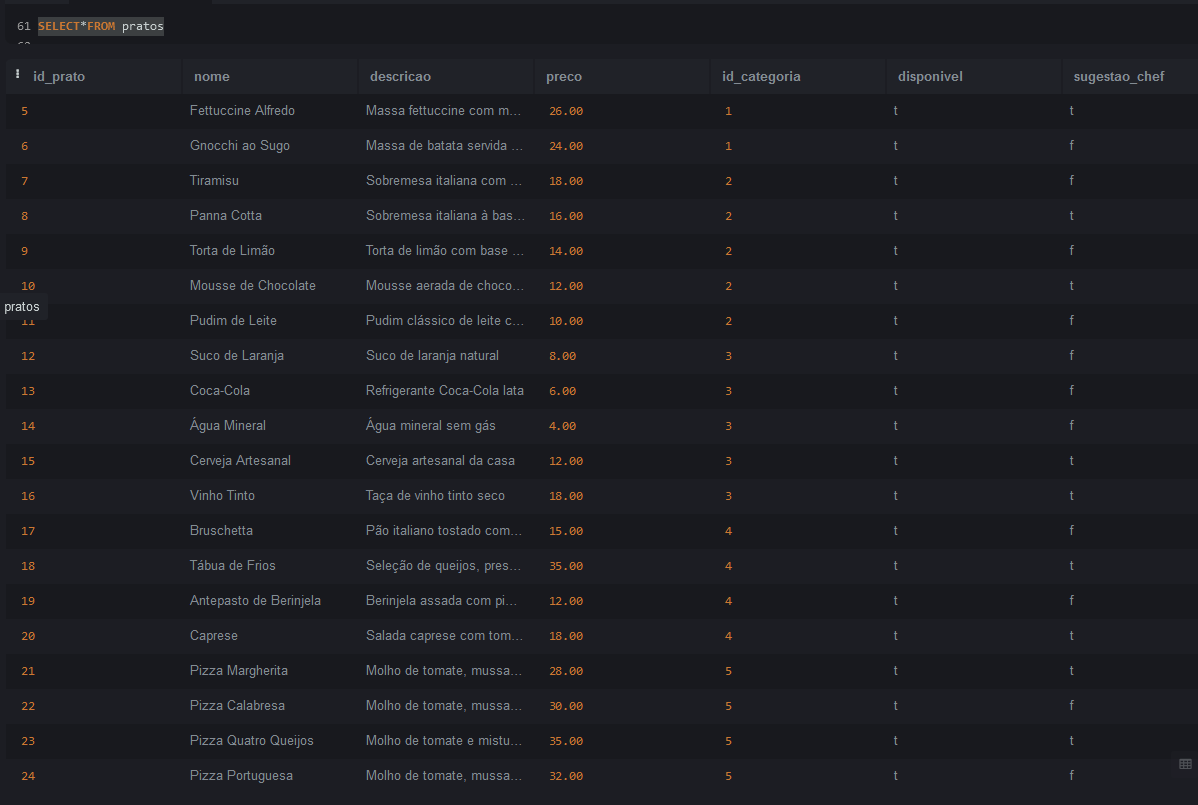 61 SELECT*FROM pratos
id_prato nome descricao preco id_categoria disponivel sugestao_chef
5 Fettuccine Alfredo Massa fettuccine com m... 26.00 1 t t
6 Gnocchi ao Sugo Massa de batata servida ... 24.00 1 t f
7 Tiramisu Sobremesa italiana com ... 18.00 2 t f
8 Panna Cotta Sobremesa italiana à bas... 16.00 2 t t
9 Torta de Limão Torta de limão com base ... 14.00 2 t f
10 Mousse de Chocolate Mousse aerada de choco... 12.00 2 t t
pratos
11 Pudim de Leite Pudim clássico de leite c... 10.00 2 t f
12 Suco de Laranja Suco de laranja natural 8.00 3 t f
13 Coca-Cola Refrigerante Coca-Cola lata 6.00 3 t f
14 Água Mineral Água mineral sem gás 4.00 3 t f
15 Cerveja Artesanal Cerveja artesanal da casa 12.00 3 t t
16 Vinho Tinto Taça de vinho tinto seco 18.00 3 t t
17 Bruschetta Pão italiano tostado com... 15.00 4 t f
18 Tábua de Frios Seleção de queijos, pres... 35.00 4 t t
19 Antepasto de Berinjela Berinjela assada com pi... 12.00 4 t f
20 Caprese Salada caprese com tom... 18.00 4 t t
21 Pizza Margherita Molho de tomate, mussa... 28.00 5 t t
22 Pizza Calabresa Molho de tomate, mussa... 30.00 5 t f
23 Pizza Quatro Queijos Molho de tomate e mistu... 35.00 5 t t
24 Pizza Portuguesa Molho de tomate, mussa... 32.00 5 t f